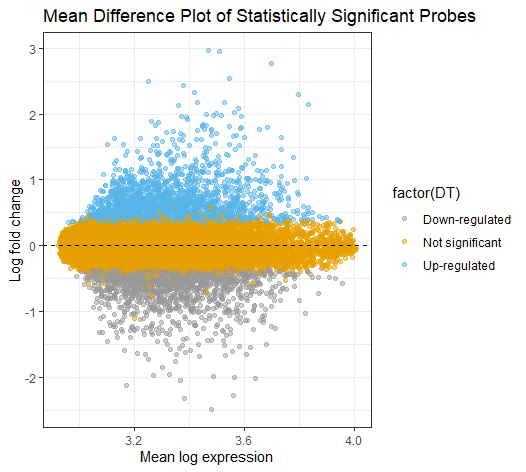 Mean Difference Plot of Statistically Significant Probes
3
2
1
0
-1
-2
Log fold change
3.2
3.6
4.0
Mean log expression
factor(DT)
Down-regulated
Not significant
Up-regulated